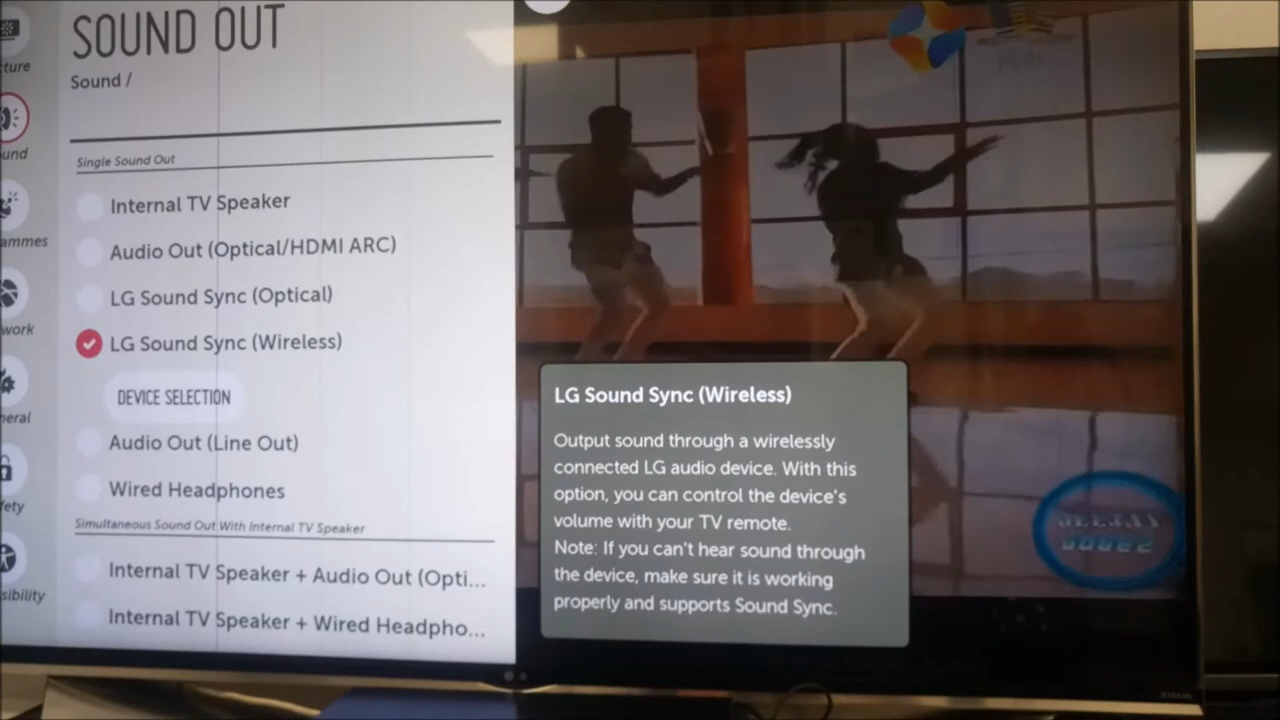 SOUND OUT
Sound /
cture
und
ammes
work
neral
fety
sibility
Single Sound Out
Internal TV Speaker
Audio Out (Optical/HDMI ARC)
LG Sound Sync (Optical)
LG Sound Sync (Wireless)
DEVICE SELECTION
Audio Out (Line Out)
Wired Headphones
Simultaneous Sound Out With Internal TV Speaker
Internal TV Speaker + Audio Out (Opti...
Internal TV Speaker + Wired Headpho...
LG Sound Sync (Wireless)
Output sound through a wirelessly
connected LG audio device. With this
option, you can control the device's
volume with your TV remote.
Note: If you can't hear sound through
the device, make sure it is working
properly and supports Sound Sync.